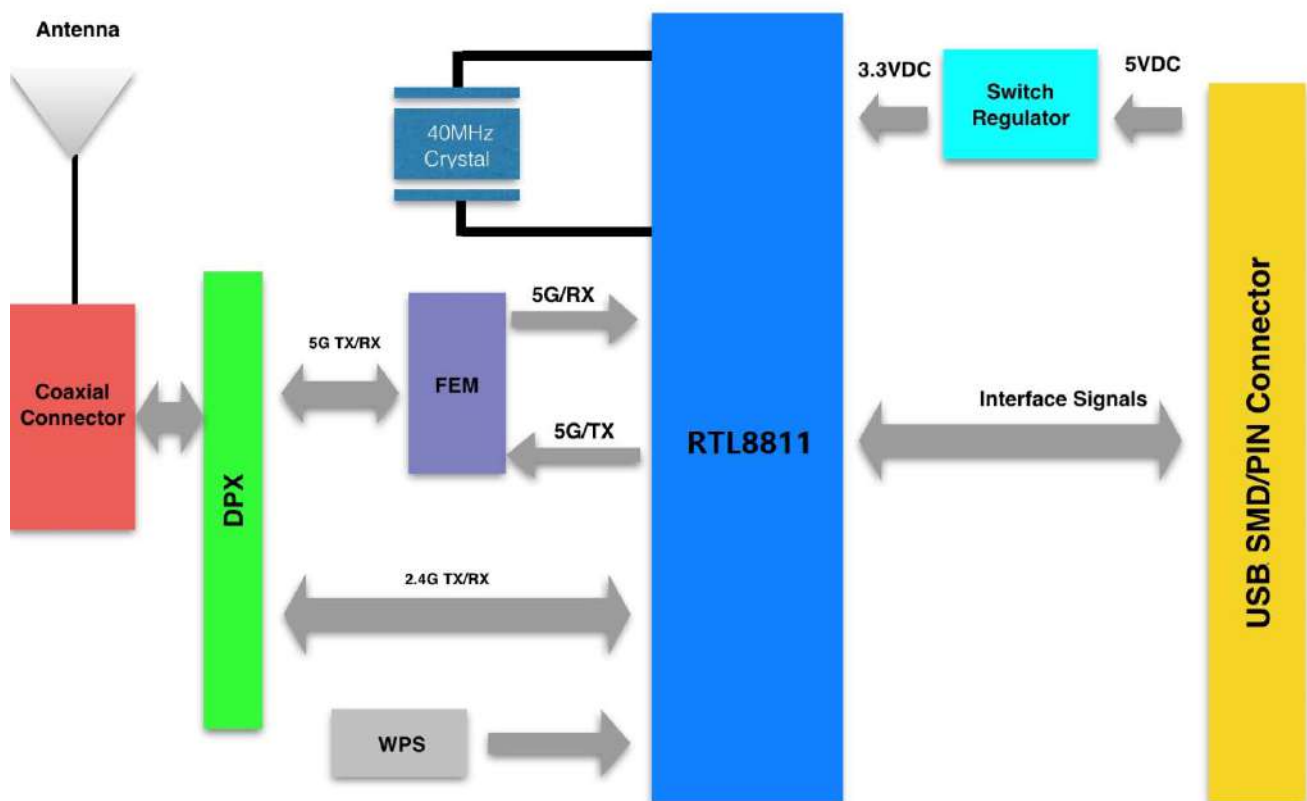 Antenna
40MHz
Crystal
3.3VDC
Switch
Regulator
5VDC
Coaxial
Connector
DPX
5G TX/RX
FEM
5G/RX
5G/TX
RTL8811
Interface Signals
USB SMD/PIN Connector
2.4G TX/RX
WPS